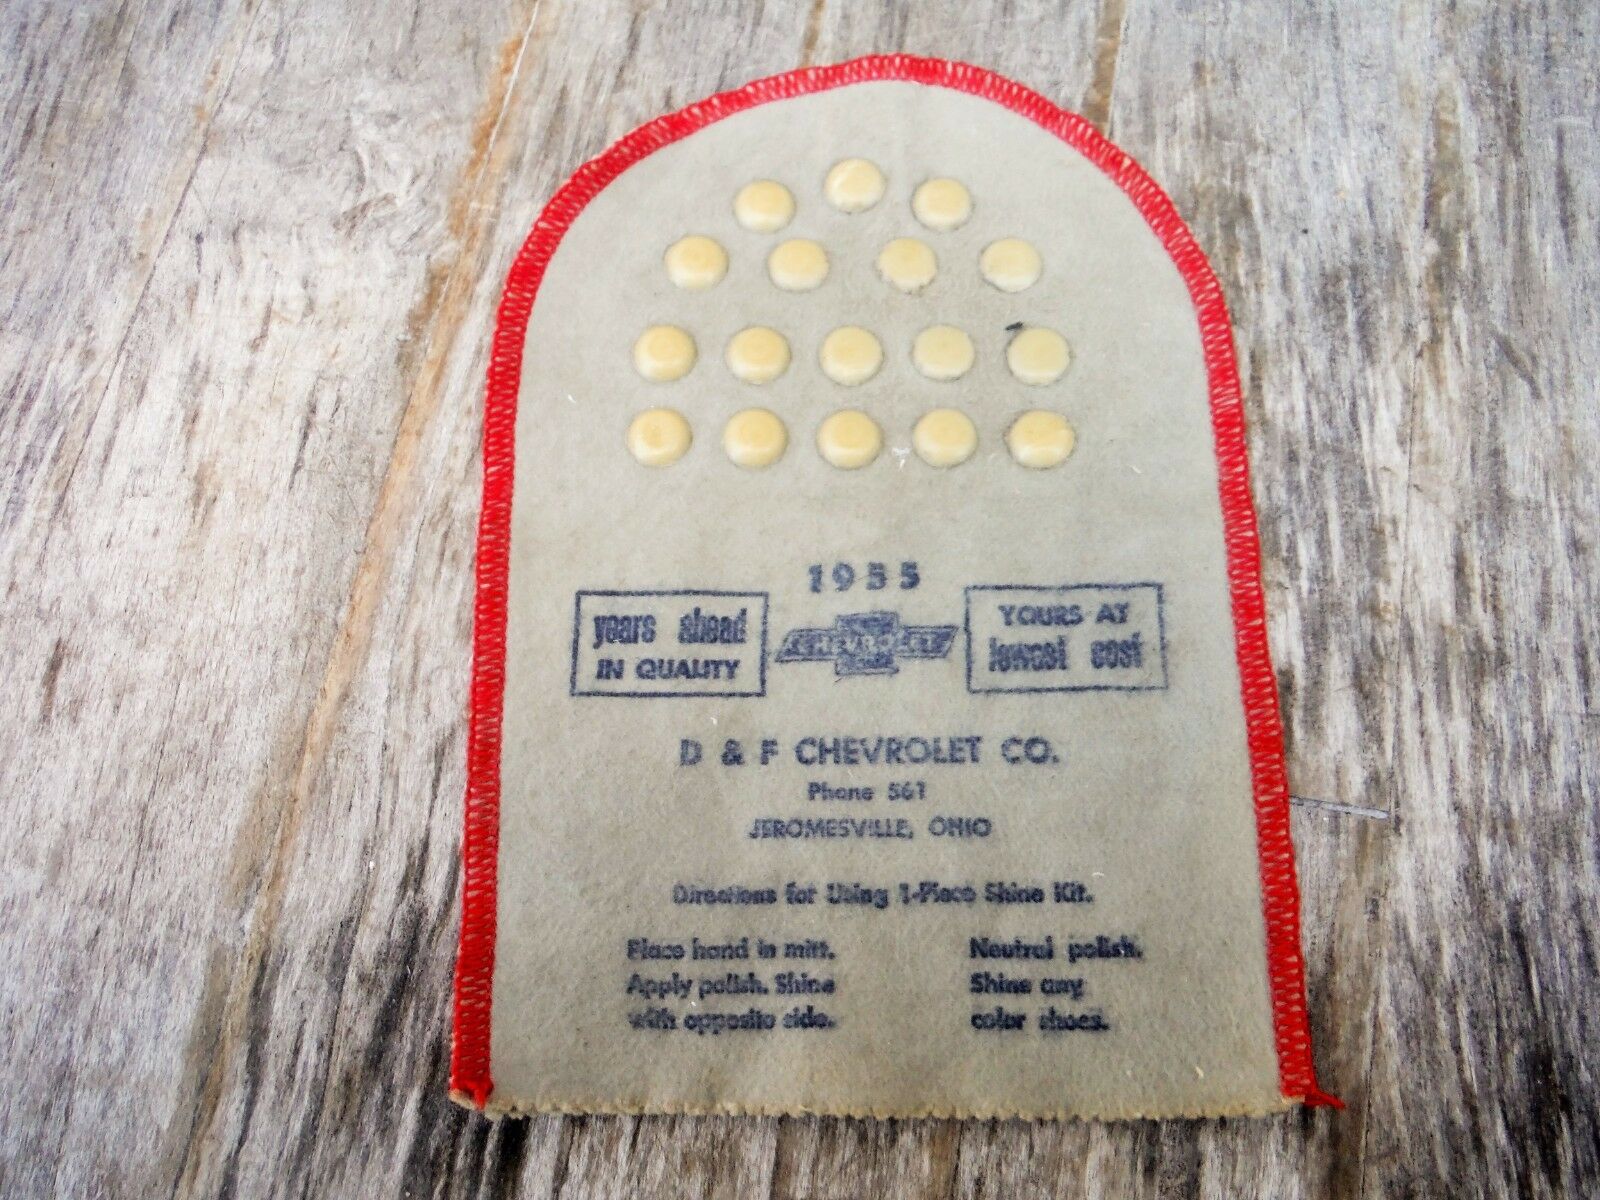 1955
years ahead
IN QUALITY
CHEVROLET
YOURS AT
lowest cost
D & F CHEVROLET CO.
Phone 561
JEROMESVILLE, OHIO
Directions for Using 1-Piece Shine Kit.
Place hand in mitt.
Apply polish. Shine
with opposite side.
Neutral polish.
Shine any
color shoes.